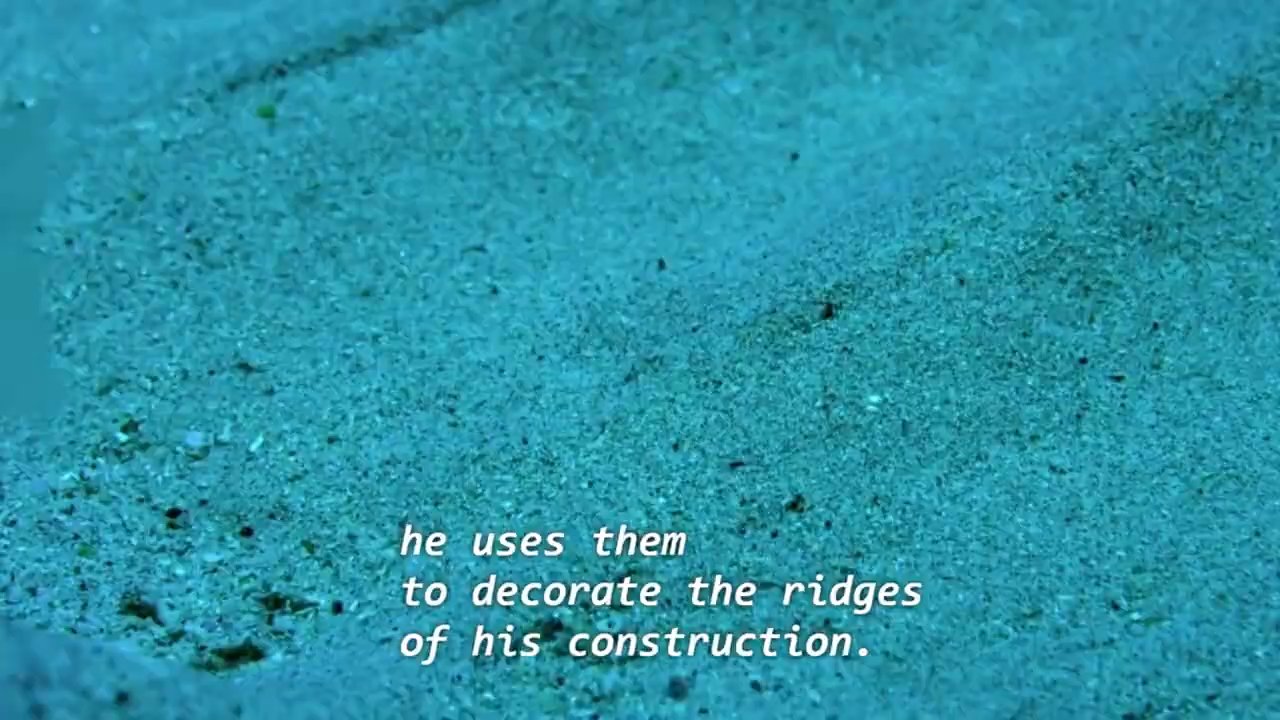 he uses them
to decorate the ridges
of his construction.